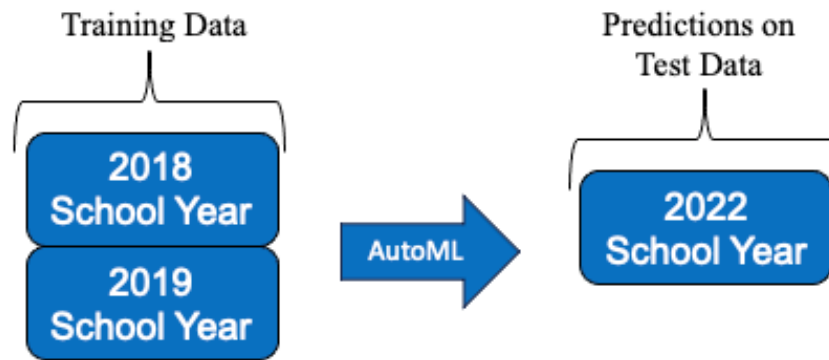 Training Data
2018
School Year
2019
School Year
AutoML
Predictions on
Test Data
2022
School Year